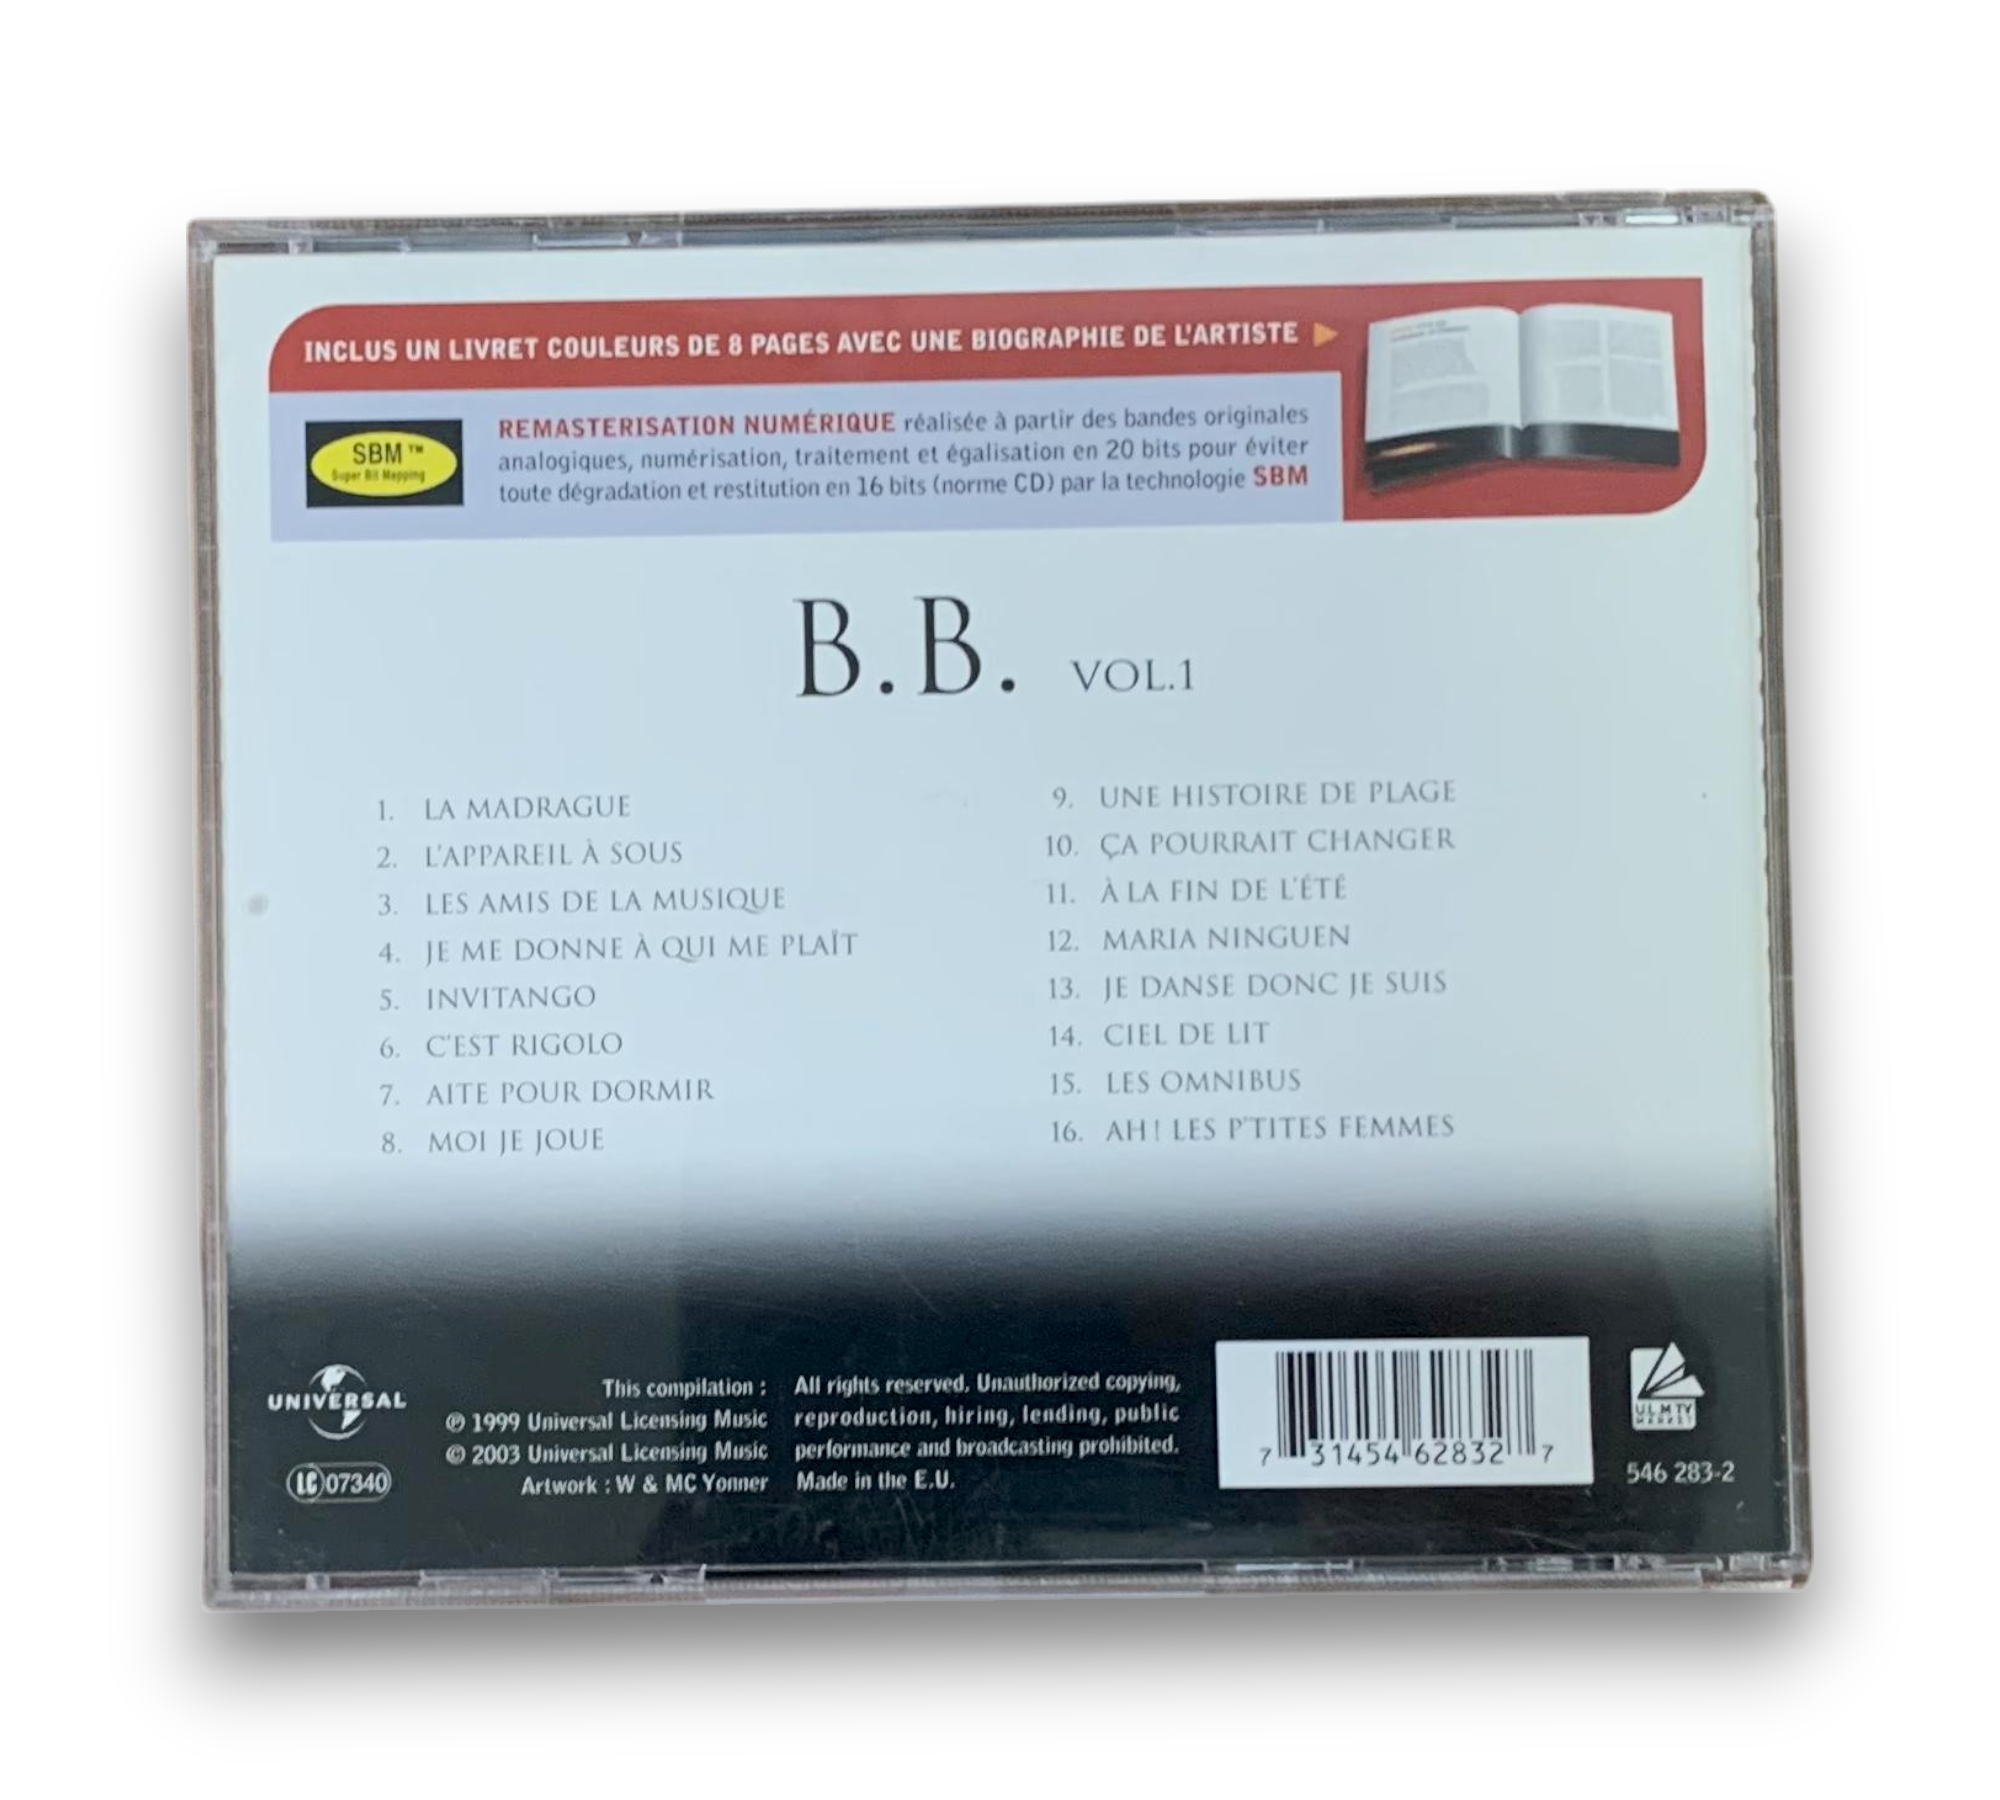 INCLUS UN LIVRET COULEURS DE 8 PAGES AVEC UNE BIOGRAPHIE DE L'ARTISTE
SBM™
Super Bit Mapping
REMASTERISATION NUMÉRIQUE réalisée à partir des bandes originales
analogiques, numérisation, traitement et égalisation en 20 bits pour éviter
toute dégradation et restitution en 16 bits (norme CD) par la technologie SBM
B.B. VOL.1
1. LA MADRAGUE
2. L'APPAREIL À SOUS
3. LES AMIS DE LA MUSIQUE
4. JE ME DONNE À QUI ME PLAÎT
5. INVITANGO
6. C'EST RIGOLO
7. AITE POUR DORMIR
8. MOI JE JOUE
9. UNE HISTOIRE DE PLAGE
10. ÇA POURRAIT CHANGER
11. À LA FIN DE L'ÉTÉ
12. MARIA NINGUEN
13. JE DANSE DONC JE SUIS
14. CIEL DE LIT
15. LES OMNIBUS
16. AH! LES P'TITES FEMMES
UNIVERSAL
LC 07340
This compilation :
℗ 1999 Universal Licensing Music
© 2003 Universal Licensing Music
Artwork : W & MC Yonner
All rights reserved. Unauthorized copying,
reproduction, hiring, lending, public
performance and broadcasting prohibited.
Made in the E.U.
7 31454 62832 7
U.L.M TV
MARKET
546 283-2